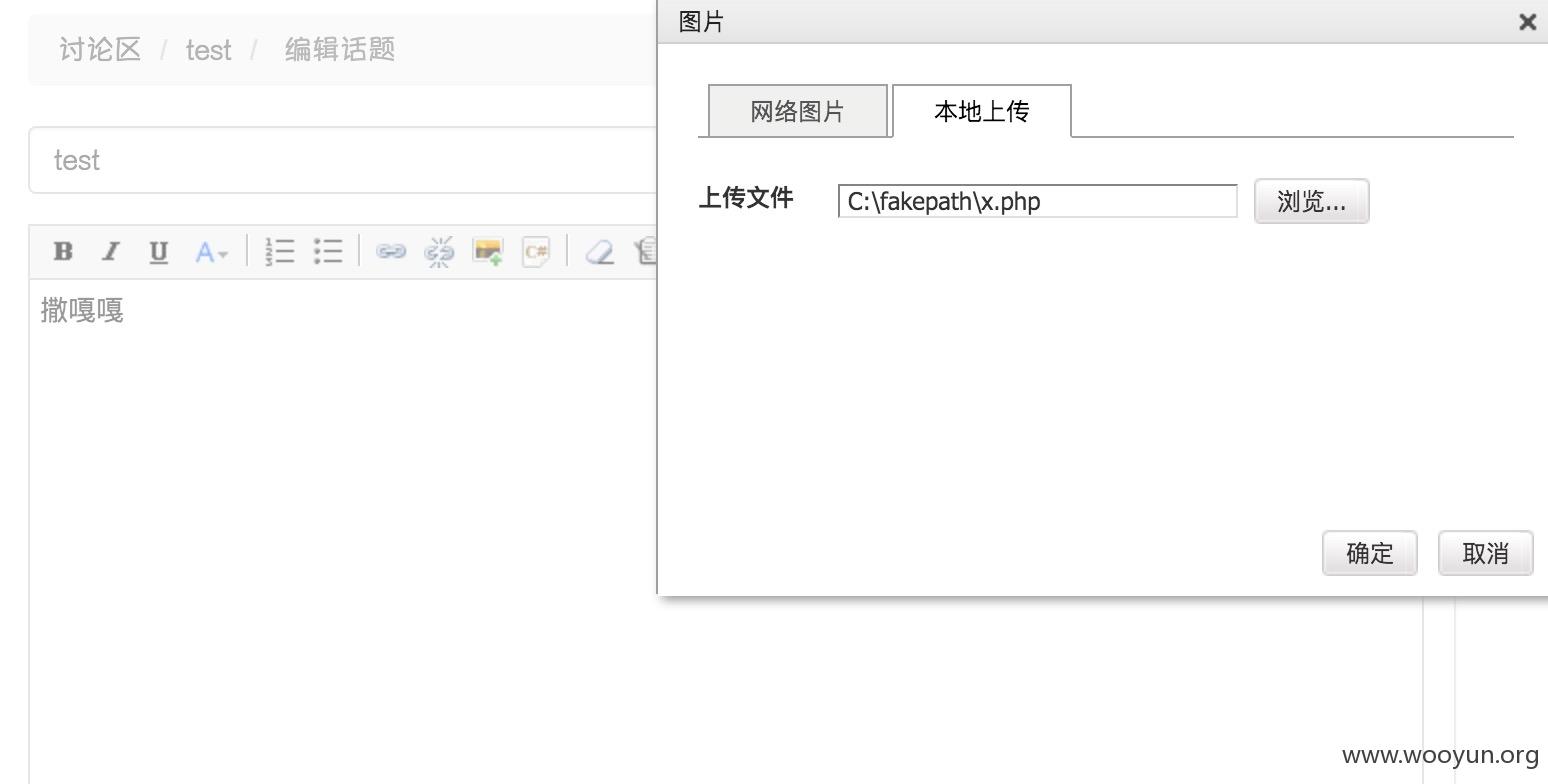 讨论区 / test / 编辑话题
图片
网络图片 本地上传
test
上传文件 C:\fakepath\x.php 浏览...
B I U A C#
撒嘎嘎
确定 取消
www.wooyun.org